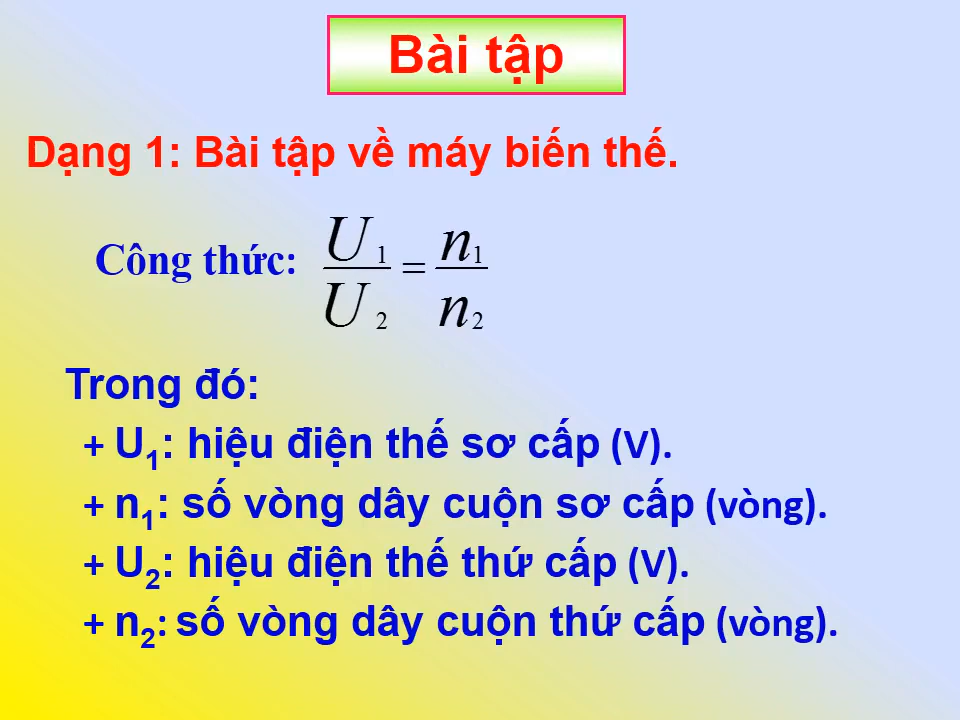 Bài tập
Dạng 1: Bài tập về máy biến thế.
Công thức: U₁/U₂ = n₁/n₂
Trong đó:
+ U₁: hiệu điện thế sơ cấp (V).
+ n₁: số vòng dây cuộn sơ cấp (vòng).
+ U₂: hiệu điện thế thứ cấp (V).
+ n₂: số vòng dây cuộn thứ cấp (vòng).